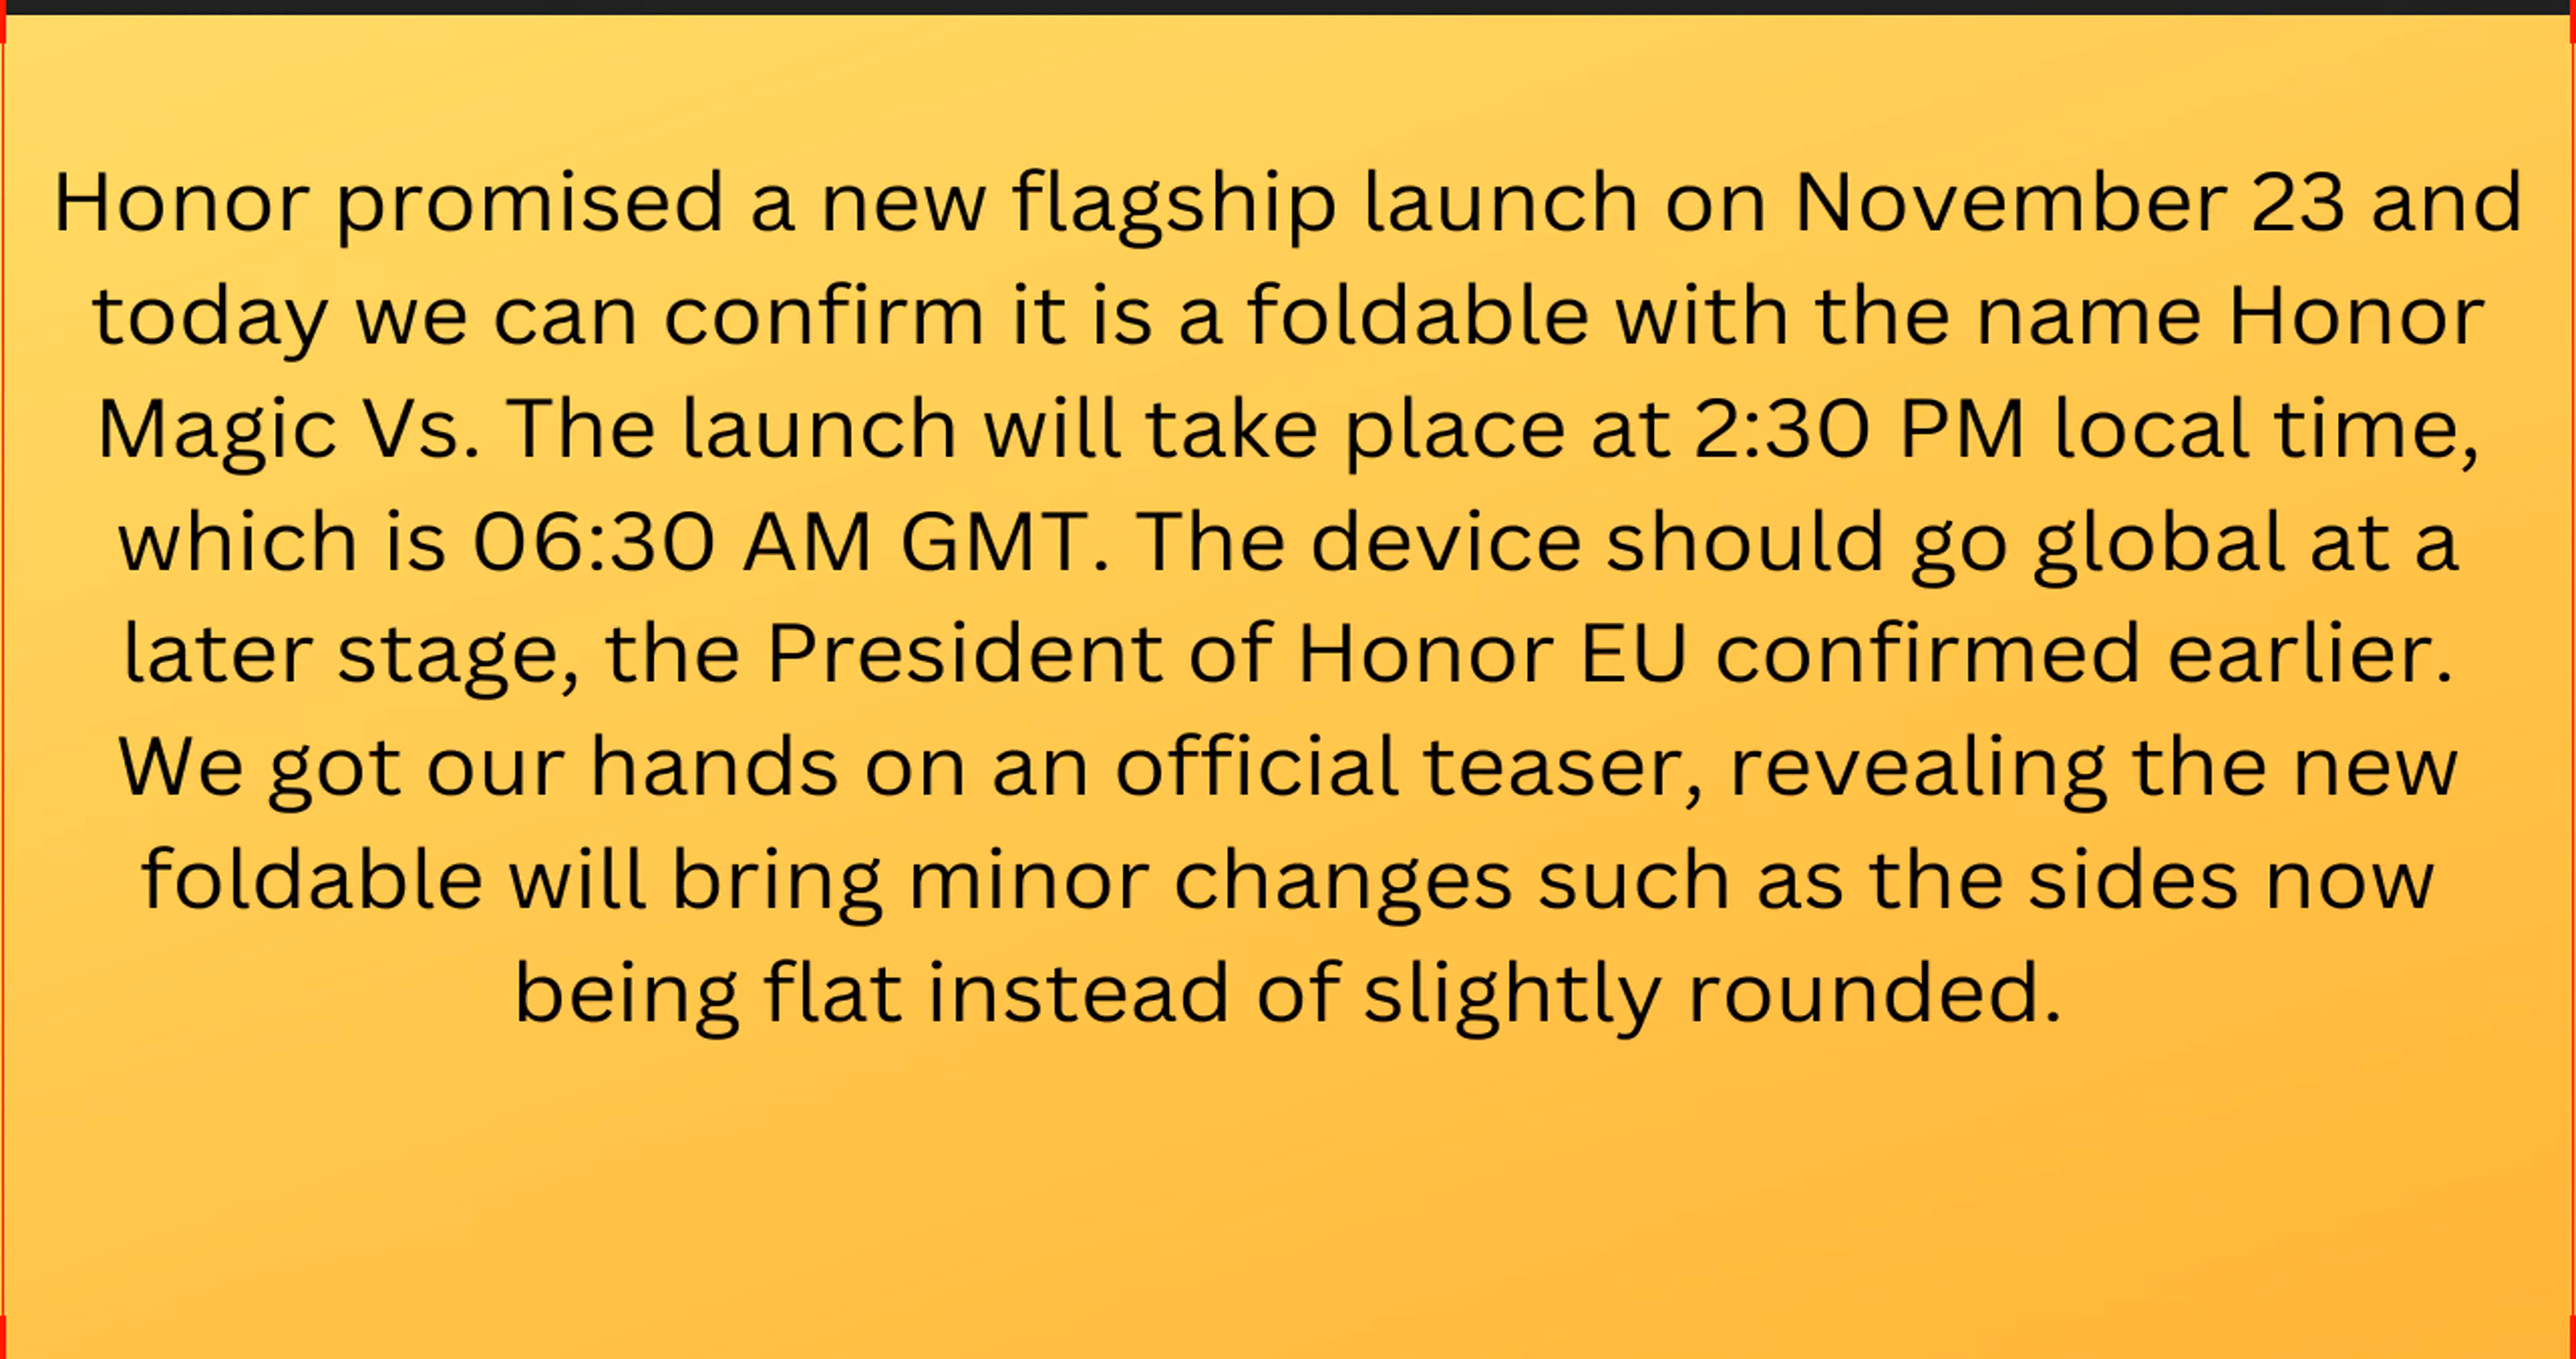 Honor promised a new flagship launch on November 23 and
today we can confirm it is a foldable with the name Honor
Magic Vs. The launch will take place at 2:30 PM local time,
which is 06:30 AM GMT. The device should go global at a
later stage, the President of Honor EU confirmed earlier.
We got our hands on an official teaser, revealing the new
foldable will bring minor changes such as the sides now
being flat instead of slightly rounded.